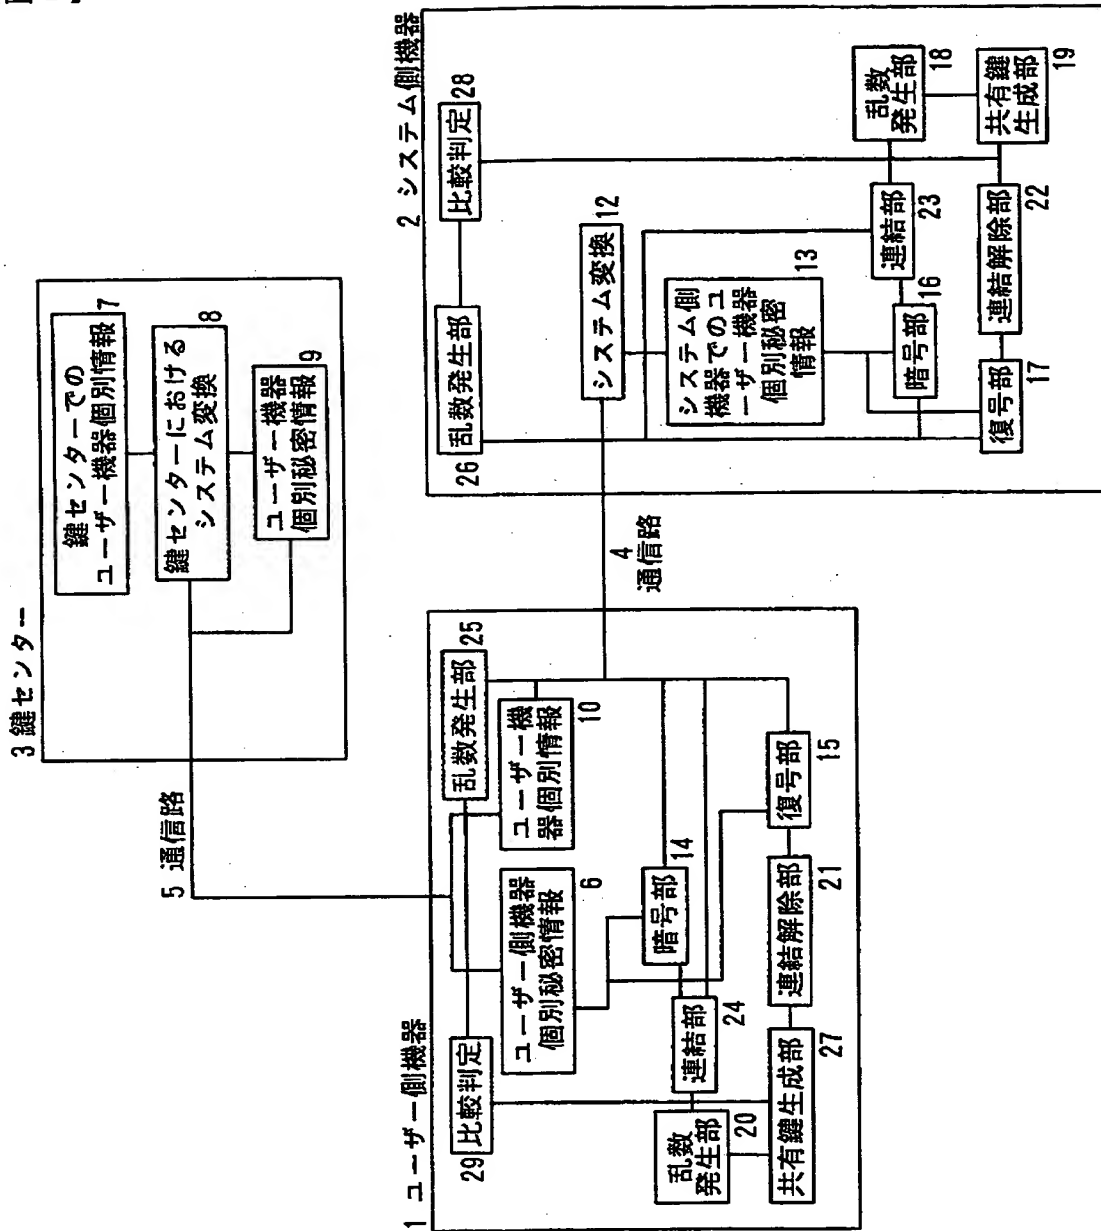 3 鍵センター
鍵センターでの
ユーザー機器個別情報
7
鍵センターにおける
システム変換
8
ユーザー機器
個別秘密情報
9
5 通信路
4
通信路
1 ユーザー側機器
乱数発生部
25
ユーザー機
器個別情報
10
ユーザー側機器
個別秘密情報
6
29
比較判定
暗号部
14
復号部
15
連結部
24
連結解除部
21
乱数
発生部
20
共有鍵生成部
27
2 システム側機器
乱数発生部
26
比較判定
28
システム変換
12
システム側
機器でのユ
ーザー機器
個別秘密
情報
13
暗号部
16
連結部
23
乱数
発生部
18
復号部
17
連結解除部
22
共有鍵
生成部
19